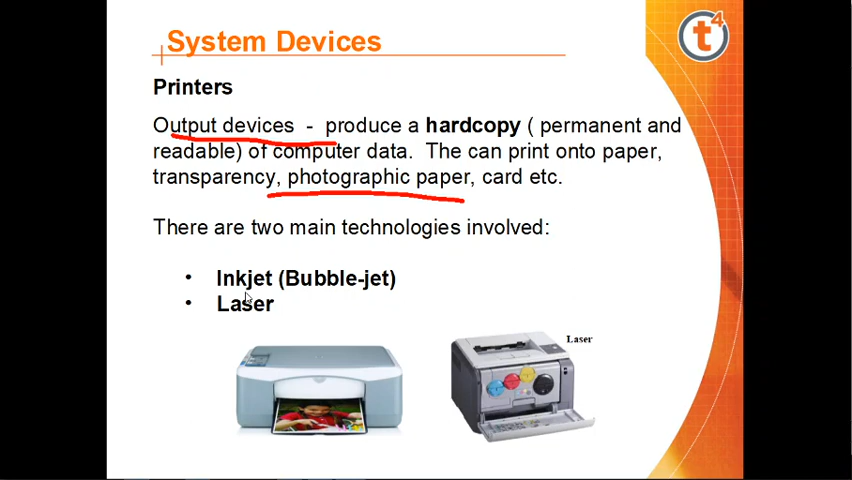 System Devices
t4
Printers
Output devices - produce a hardcopy ( permanent and
readable) of computer data. The can print onto paper,
transparency, photographic paper, card etc.
There are two main technologies involved:
• Inkjet (Bubble-jet)
• Laser
Laser